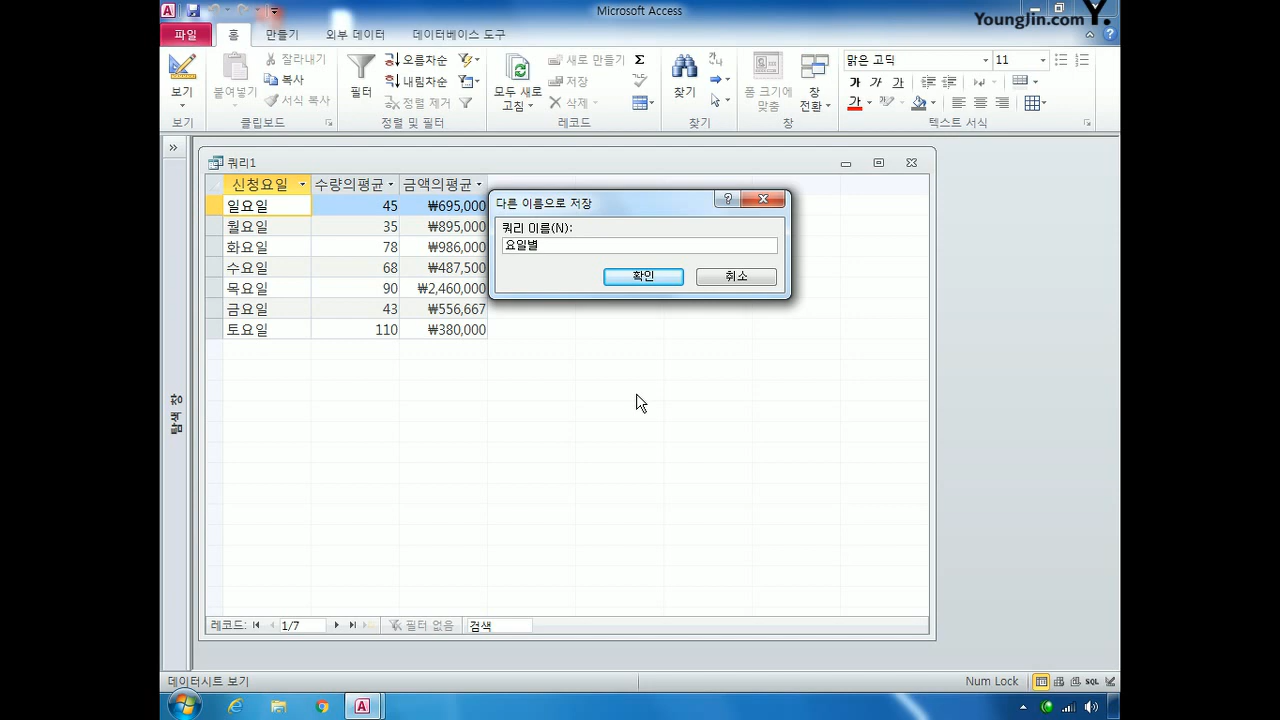 Microsoft Access
YoungJin.com Y.
파일 홈 만들기 외부 데이터 데이터베이스 도구
보기
보기
붙여넣기
잘라내기
복사
서식 복사
클립보드
필터
오름차순
내림차순
정렬 제거
정렬 및 필터
모두 새로 고침
새로 만들기
저장
삭제
레코드
찾기
찾기
폼 크기에 맞춤
창 전환
창
맑은 고딕 11
가 가 가
가
텍스트 서식
쿼리1
신청요일 수량의평균 금액의평균
일요일 45 ₩695,000
월요일 35 ₩895,000
화요일 78 ₩986,000
수요일 68 ₩487,500
목요일 90 ₩2,460,000
금요일 43 ₩556,667
토요일 110 ₩380,000
다른 이름으로 저장
쿼리 이름(N):
요일별
확인 취소
탐색 창
레코드: 1/7 필터 없음 검색
데이터시트 보기 Num Lock SQL